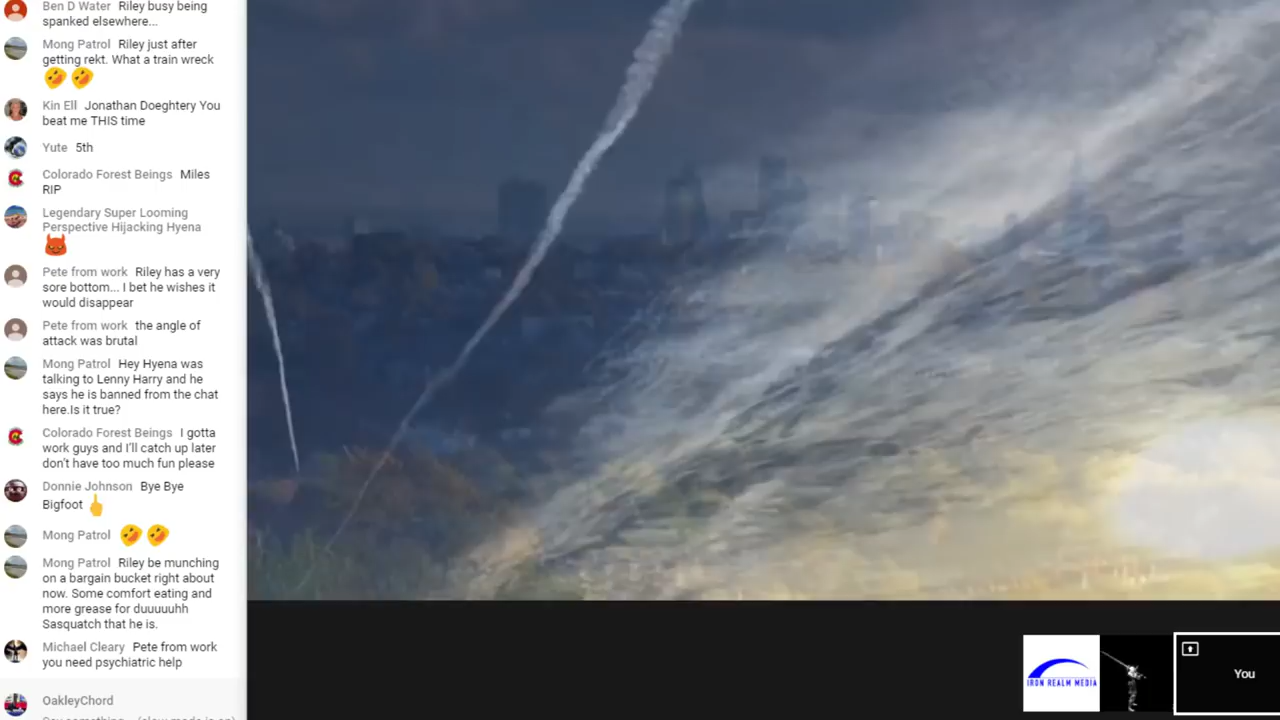 Ben D Water Riley busy being
spanked elsewhere...
Mong Patrol Riley just after
getting rekt. What a train wreck
🤣 🤣
Kin Ell Jonathan Doeghtery You
beat me THIS time
Yute 5th
Colorado Forest Beings Miles
RIP
Legendary Super Looming
Perspective Hijacking Hyena
Pete from work Riley has a very
sore bottom... I bet he wishes it
would disappear
Pete from work the angle of
attack was brutal
Mong Patrol Hey Hyena was
talking to Lenny Harry and he
says he is banned from the chat
here.Is it true?
Colorado Forest Beings I gotta
work guys and I'll catch up later
don't have too much fun please
Donnie Johnson Bye Bye
Bigfoot
Mong Patrol 🤣 🤣
Mong Patrol Riley be munching
on a bargain bucket right about
now. Some comfort eating and
more grease for duuuuuhh
Sasquatch that he is.
Michael Cleary Pete from work
you need psychiatric help
OakleyChord
Say something... (slow mode is on)
IRON REALM MEDIA
You